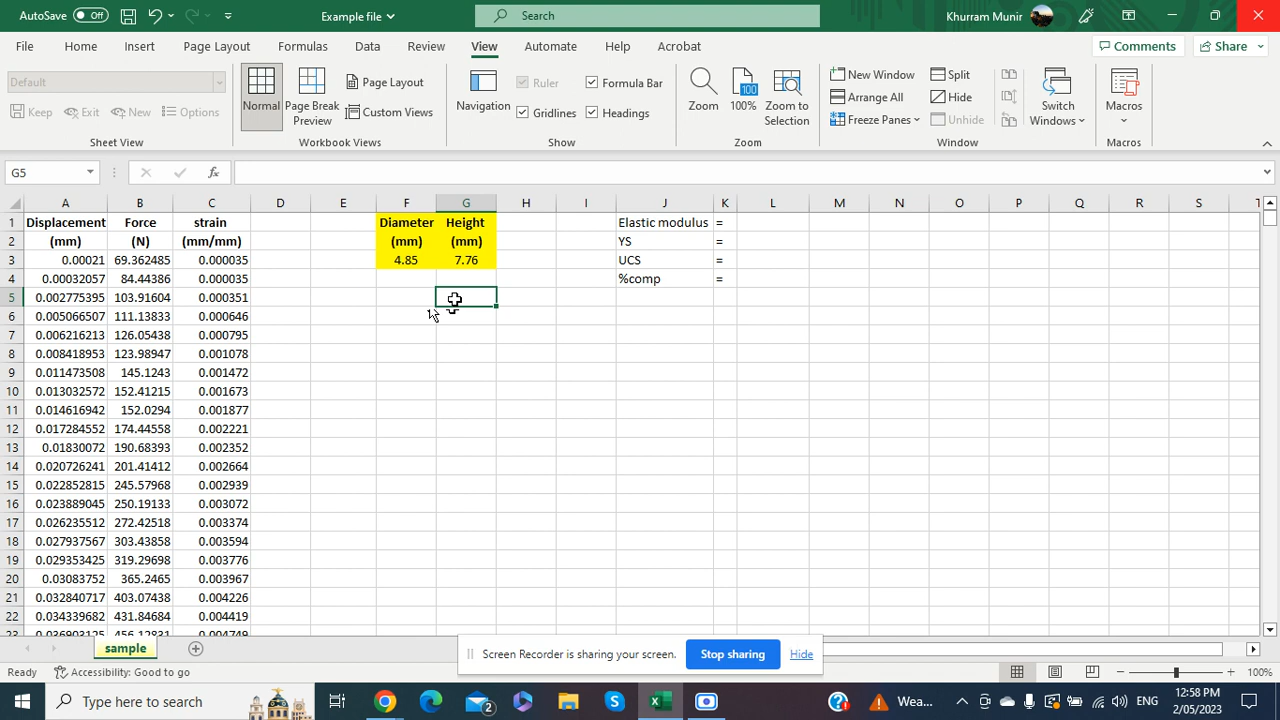 AutoSave Off Example file Search Khurram Munir
File Home Insert Page Layout Formulas Data Review View Automate Help Acrobat Comments Share
Default
Keep Exit New Options
Sheet View
Normal
Page Break Preview
Page Layout
Custom Views
Workbook Views
Navigation
Ruler Formula Bar
Gridlines Headings
Show
Zoom
100%
Zoom to Selection
Zoom
New Window Split
Arrange All Hide
Freeze Panes Unhide
Switch Windows
Window
Macros
Macros
G5 fx
A B C D E F G H I J K L M N O P Q R S T
1 Displacement Force strain Diameter Height Elastic modulus =
2 (mm) (N) (mm/mm) (mm) (mm) YS =
3 0.00021 69.362485 0.000035 4.85 7.76 UCS =
4 0.00032057 84.44386 0.000035 %comp =
5 0.002775395 103.91604 0.000351
6 0.005066507 111.13833 0.000646
7 0.006216213 126.05438 0.000795
8 0.008418953 123.98947 0.001078
9 0.011473508 145.1243 0.001472
10 0.013032572 152.41215 0.001673
11 0.014616942 152.0294 0.001877
12 0.017284552 174.44558 0.002221
13 0.01830072 190.68393 0.002352
14 0.020726241 201.41412 0.002664
15 0.022852815 245.57968 0.002939
16 0.023889045 250.19133 0.003072
17 0.026235512 272.42518 0.003374
18 0.027937567 303.43858 0.003594
19 0.029353425 319.29698 0.003776
20 0.03083752 365.2465 0.003967
21 0.032840717 403.07438 0.004226
22 0.034339682 431.84684 0.004419
23 0.036903125 456.12831 0.004749
sample
Screen Recorder is sharing your screen. Stop sharing Hide
Ready Accessibility: Good to go 100%
Type here to search 2 Wea... ENG 12:58 PM
2/05/2023